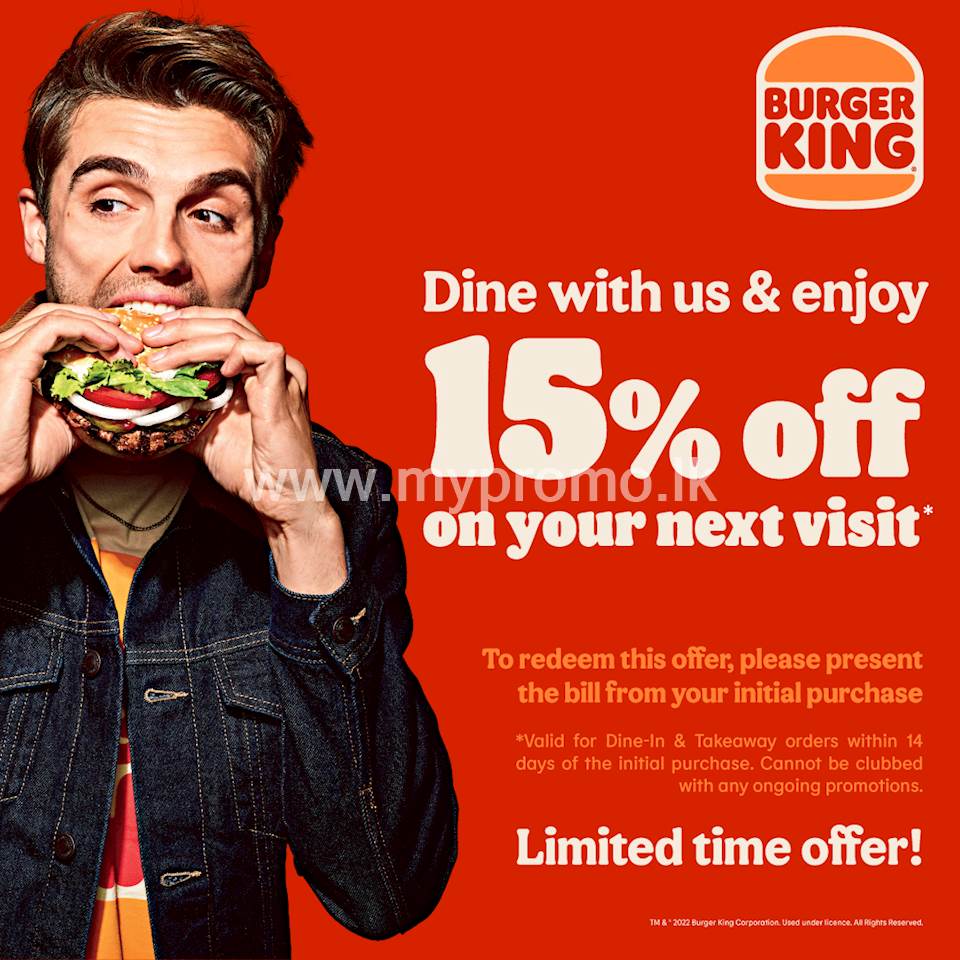 BURGER
KING®
Dine with us & enjoy
15% off
www.mypromo.lk
on your next visit*
To redeem this offer, please present
the bill from your initial purchase
*Valid for Dine-In & Takeaway orders within 14
days of the initial purchase. Cannot be clubbed
with any ongoing promotions.
Limited time offer!
TM & ® 2022 Burger King Corporation. Used under licence. All Rights Reserved.